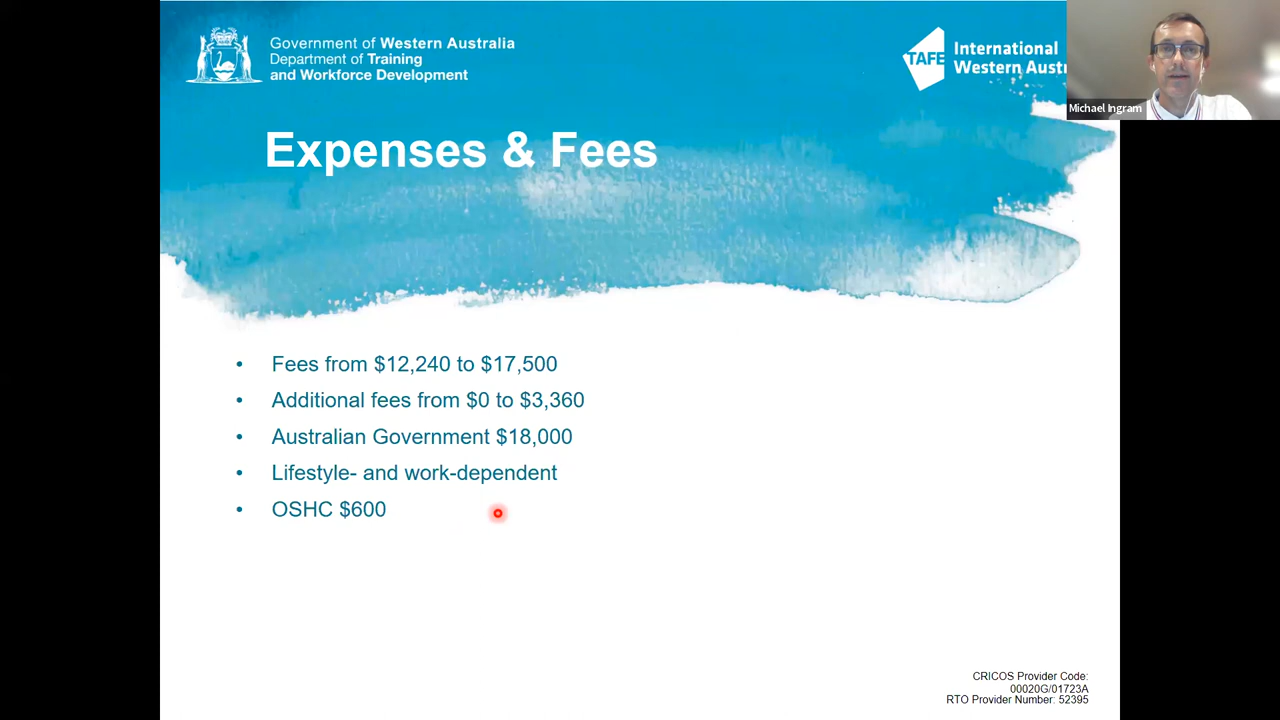 Government of Western Australia
Department of Training
and Workforce Development
TAFE
International
Western Austr
Michael Ingram
Expenses & Fees
• Fees from $12,240 to $17,500
• Additional fees from $0 to $3,360
• Australian Government $18,000
• Lifestyle- and work-dependent
• OSHC $600
CRICOS Provider Code:
00020G/01723A
RTO Provider Number: 52395